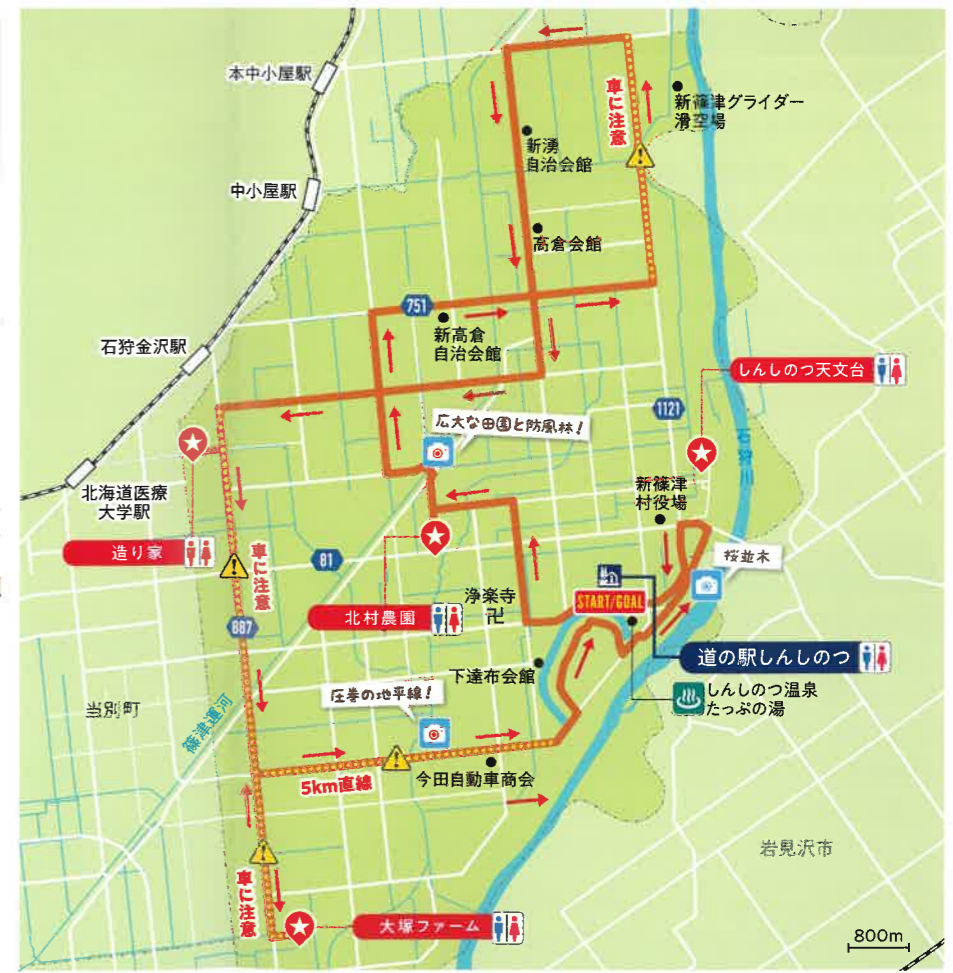 本中小屋駅
車に注意
新篠津グライダー
滑空場
新湧
自治会館
中小屋駅
高倉会館
751
新高倉
自治会館
石狩金沢駅
しんしのつ天文台
1121
広大な田園と防風林！
石狩川
北海道医療
大学駅
新篠津
村役場
造り家
車に注意
81
桜並木
浄楽寺
卍
START/GOAL
北村農園
887
道の駅しんしのつ
下達布会館
しんしのつ温泉
たっぷの湯
圧巻の地平線！
当別町
篠津運河
5km直線
今田自動車商会
岩見沢市
車に注意
大塚ファーム
800m